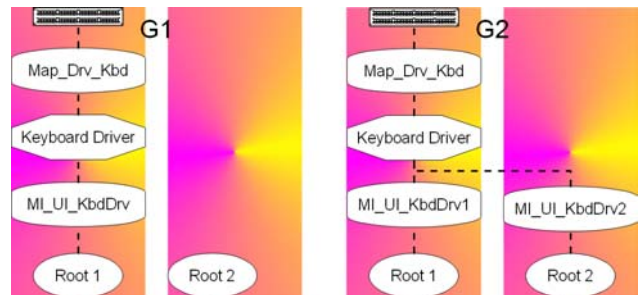 G1
Map_Drv_Kbd
Keyboard Driver
MI_UI_KbdDrv
Root 1
Root 2
G2
Map_Drv_Kbd
Keyboard Driver
MI_UI_KbdDrv1
MI_UI_KbdDrv2
Root 1
Root 2